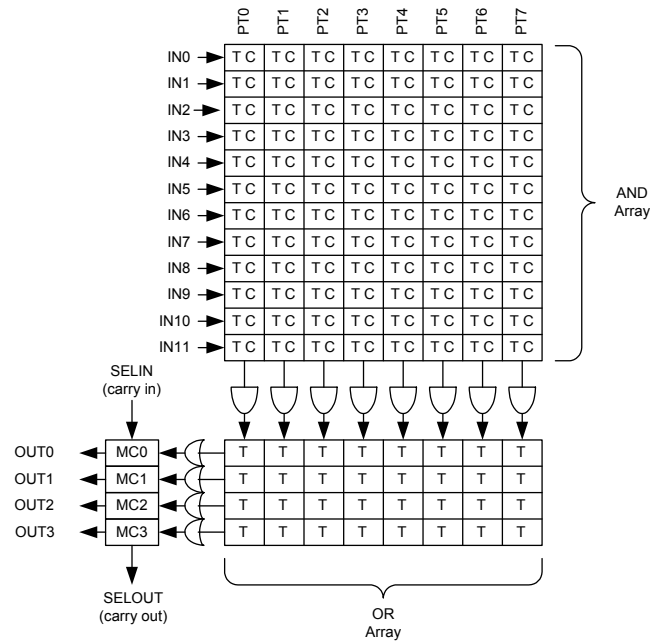 PT0 PT1 PT2 PT3 PT4 PT5 PT6 PT7
IN0 T C T C T C T C T C T C T C T C
IN1 T C T C T C T C T C T C T C T C
IN2 T C T C T C T C T C T C T C T C
IN3 T C T C T C T C T C T C T C T C
IN4 T C T C T C T C T C T C T C T C
IN5 T C T C T C T C T C T C T C T C
IN6 T C T C T C T C T C T C T C T C
IN7 T C T C T C T C T C T C T C T C
IN8 T C T C T C T C T C T C T C T C
IN9 T C T C T C T C T C T C T C T C
IN10 T C T C T C T C T C T C T C T C
IN11 T C T C T C T C T C T C T C T C
AND
Array
SELIN
(carry in)
OUT0 MC0 T T T T T T T T
OUT1 MC1 T T T T T T T T
OUT2 MC2 T T T T T T T T
OUT3 MC3 T T T T T T T T
SELOUT
(carry out)
OR
Array